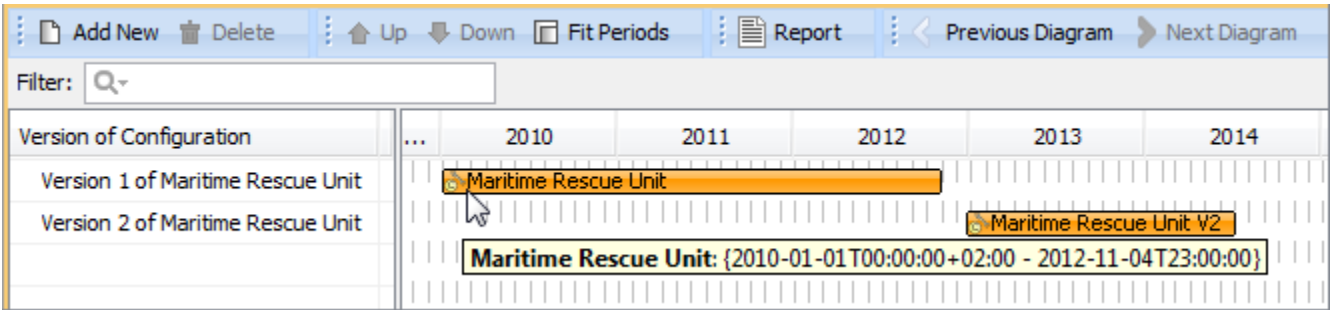 Add New Delete Up Down Fit Periods Report Previous Diagram Next Diagram
Filter:
Version of Configuration ... 2010 2011 2012 2013 2014
Version 1 of Maritime Rescue Unit Maritime Rescue Unit
Version 2 of Maritime Rescue Unit Maritime Rescue Unit V2
Maritime Rescue Unit: {2010-01-01T00:00:00+02:00 - 2012-11-04T23:00:00}